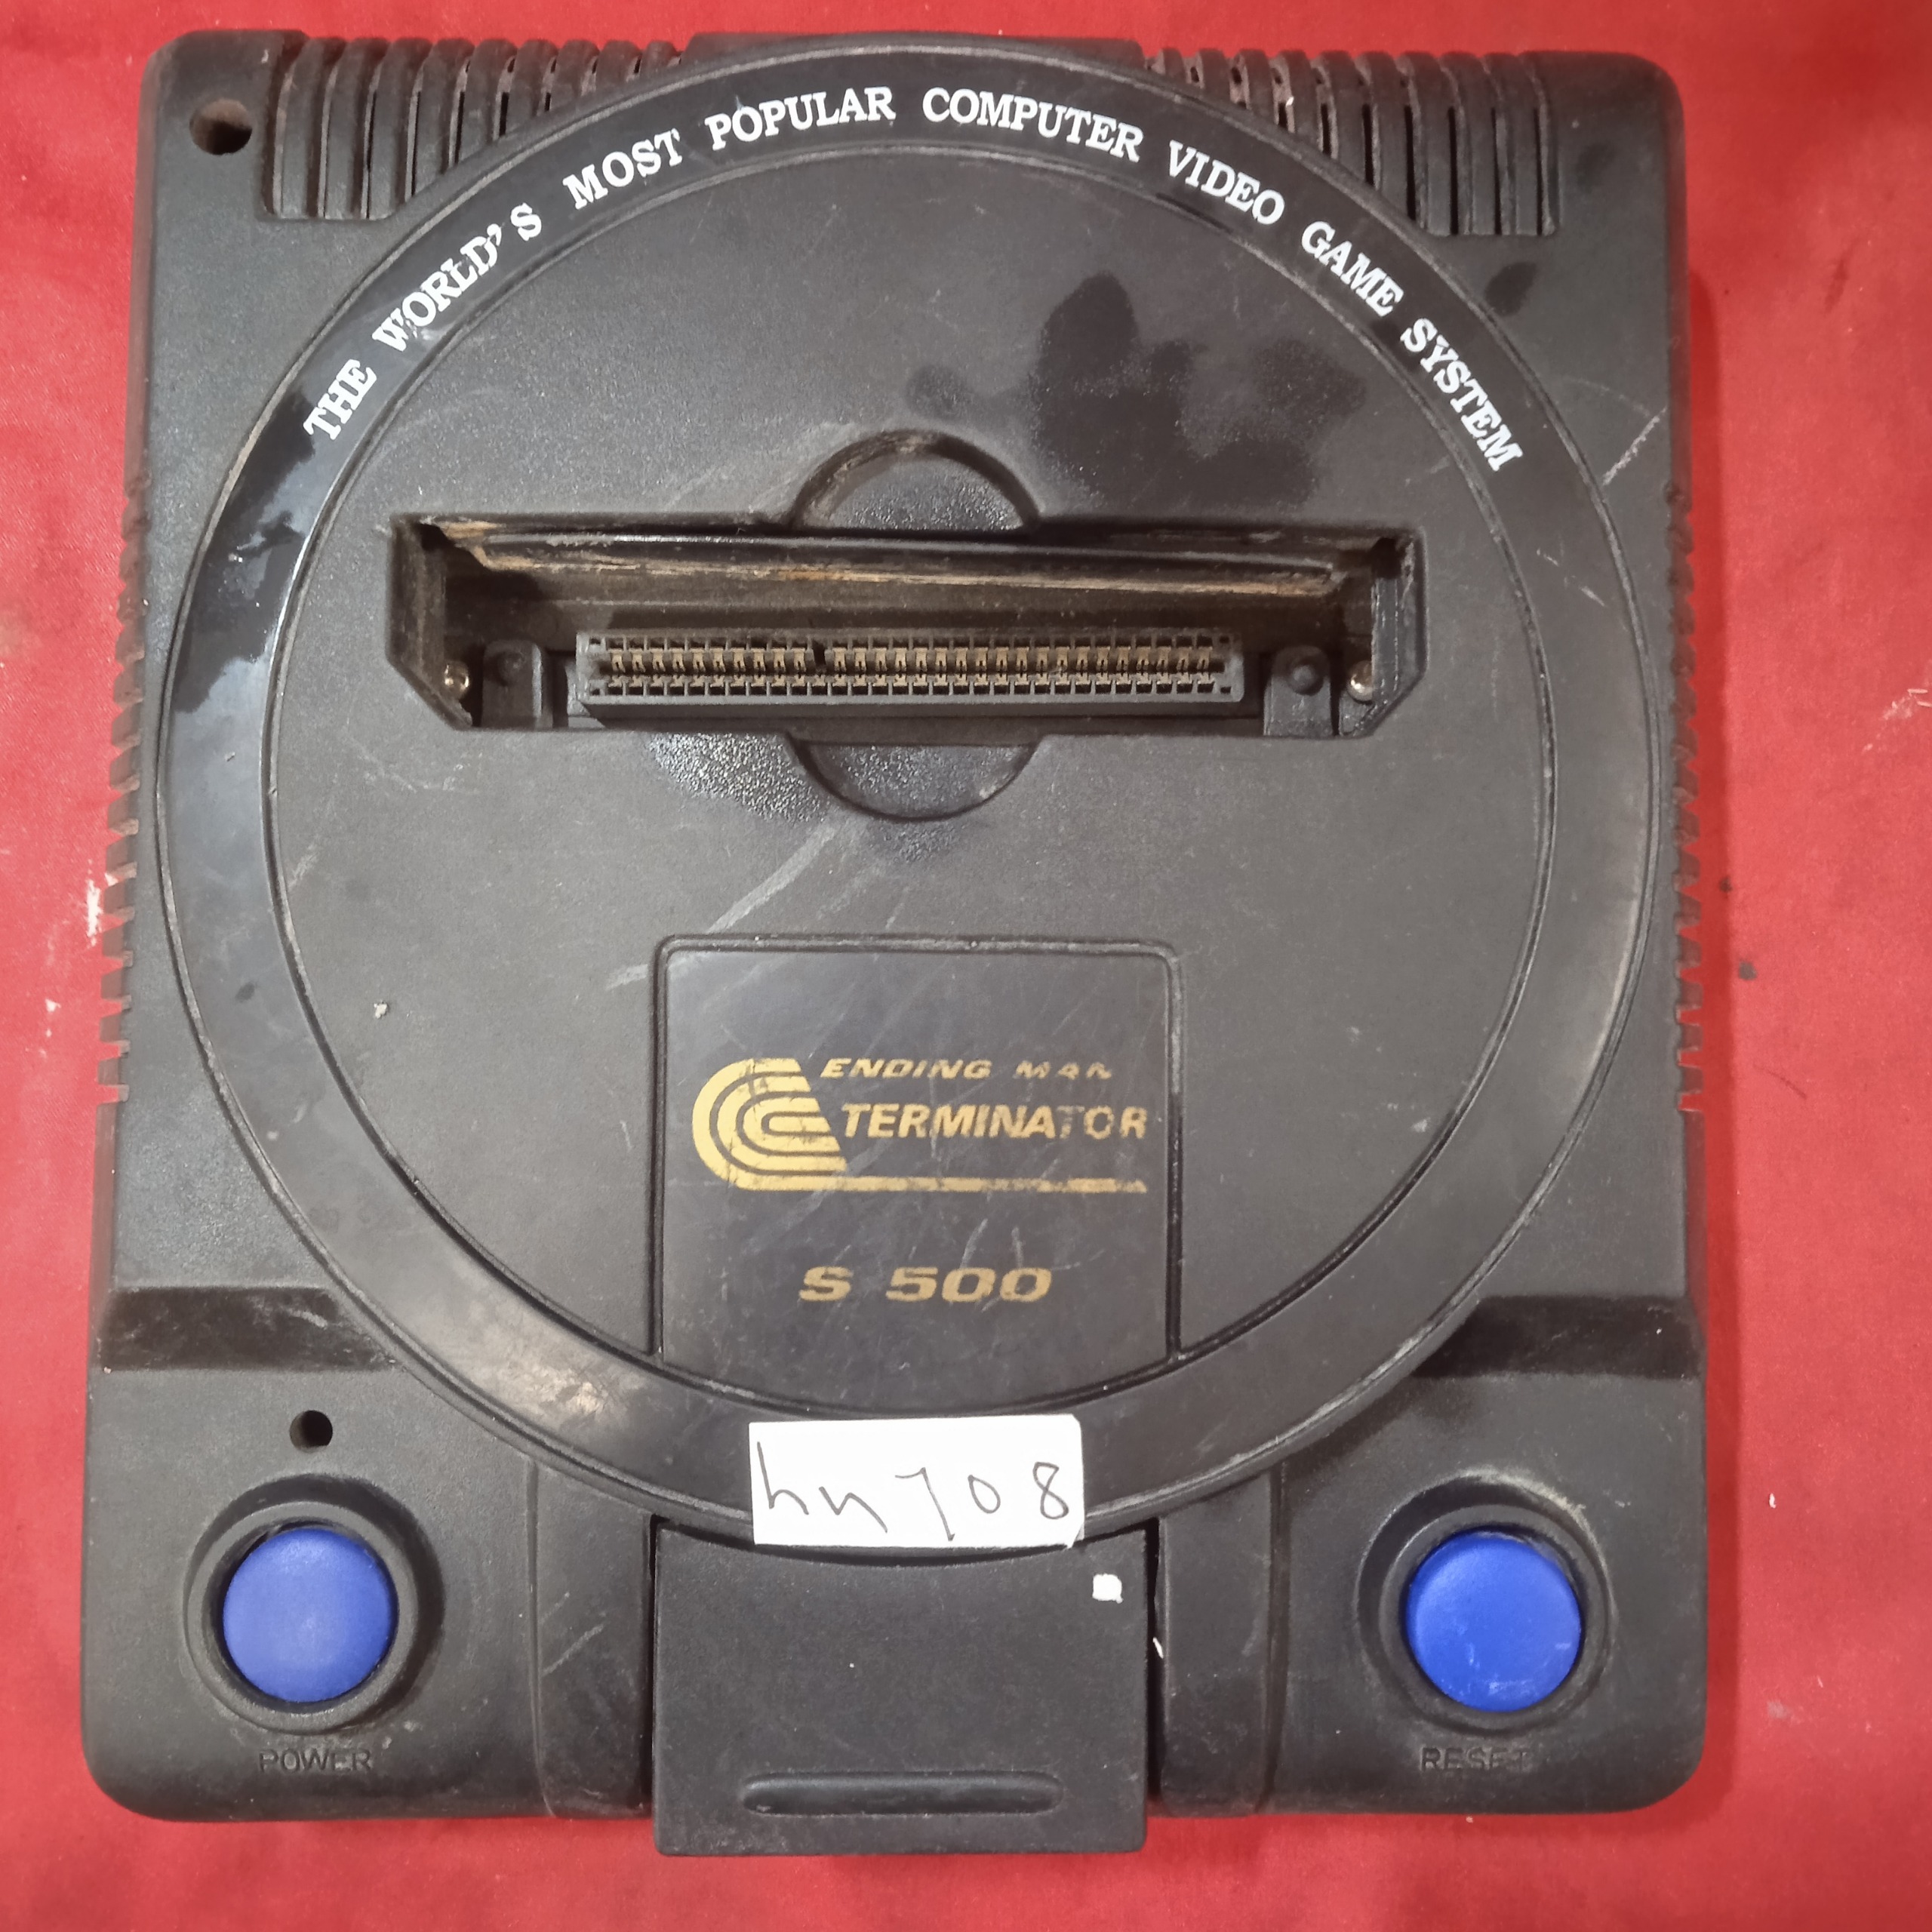 THE WORLD'S MOST POPULAR COMPUTER VIDEO GAME SYSTEM
ENDING MAN
TERMINATOR
S 500
hn708
POWER
RESET